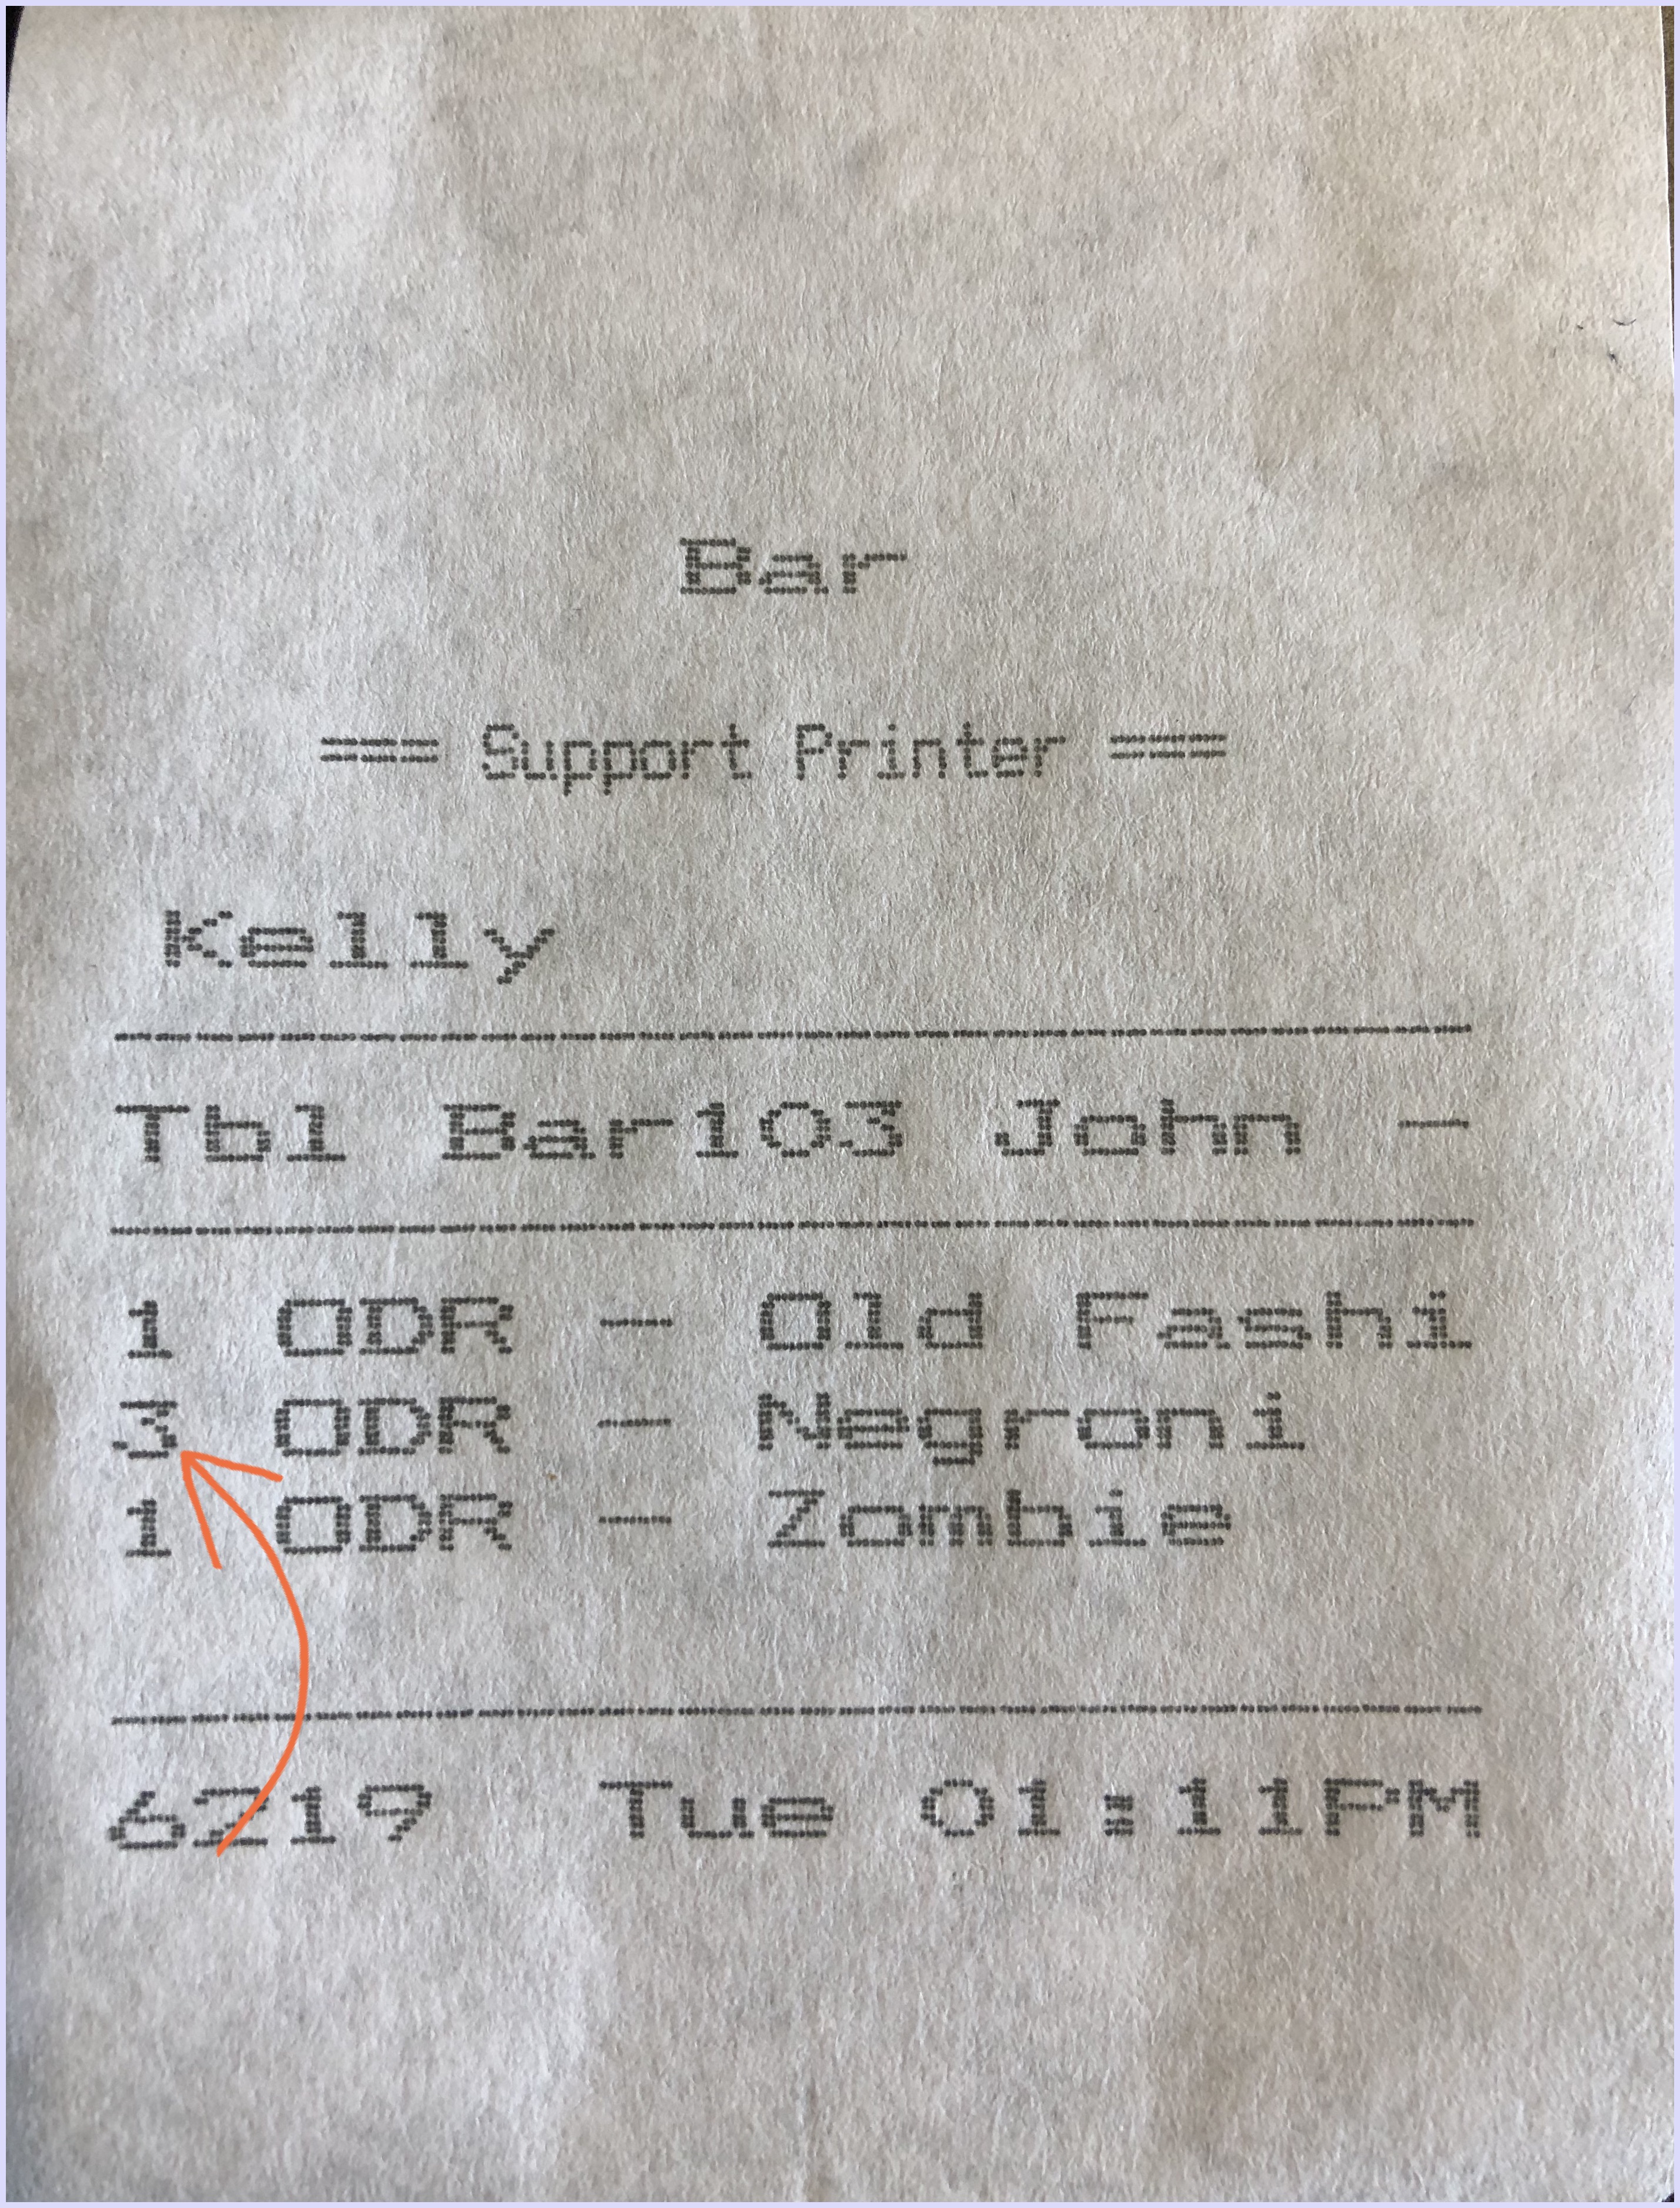 Bar
=== Support Printer ===
Kelly
Tbl Bar103 John -
1 ODR - Old Fashi
3 ODR - Negroni
1 ODR - Zombie
6219 Tue 01:11PM